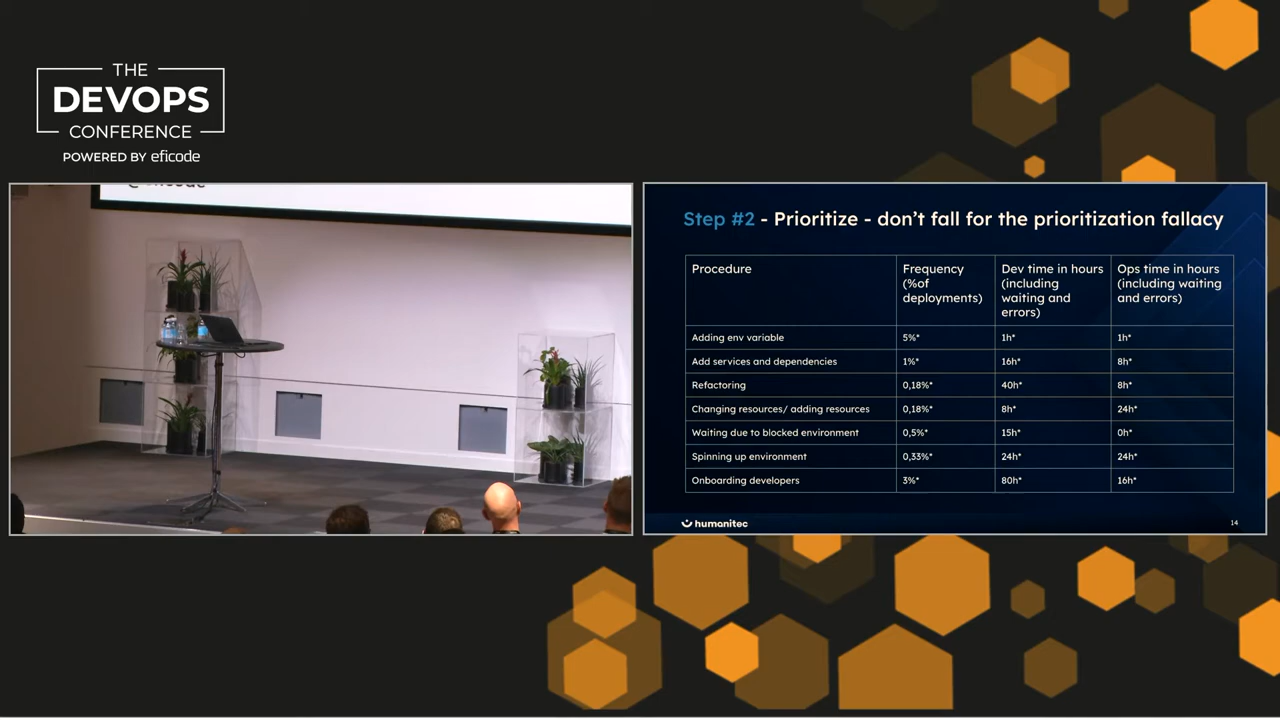 THE
DEVOPS
CONFERENCE
POWERED BY eficode
Step #2 - Prioritize - don't fall for the prioritization fallacy
Procedure
Frequency
(%of
deployments)
Dev time in hours
(including
waiting and
errors)
Ops time in hours
(including waiting
and errors)
Adding env variable 5%* 1h* 1h*
Add services and dependencies 1%* 16h* 8h*
Refactoring 0,18%* 40h* 8h*
Changing resources/ adding resources 0,18%* 8h* 24h*
Waiting due to blocked environment 0,5%* 15h* 0h*
Spinning up environment 0,33%* 24h* 24h*
Onboarding developers 3%* 80h* 16h*
humanitec
14